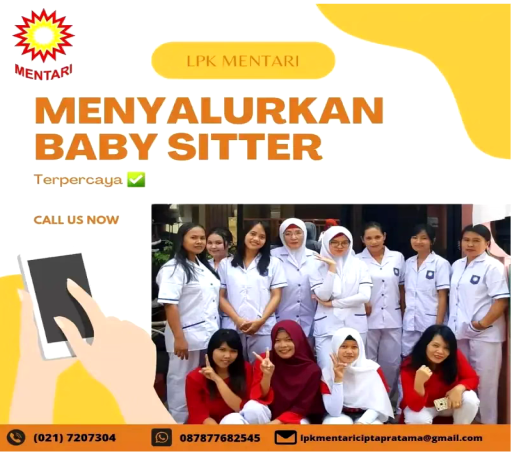 MENTARI
LPK MENTARI
MENYALURKAN
BABY SITTER
Terpercaya ✅
CALL US NOW
(021) 7207304
087877682545
lpkmentariciptapratama@gmail.com